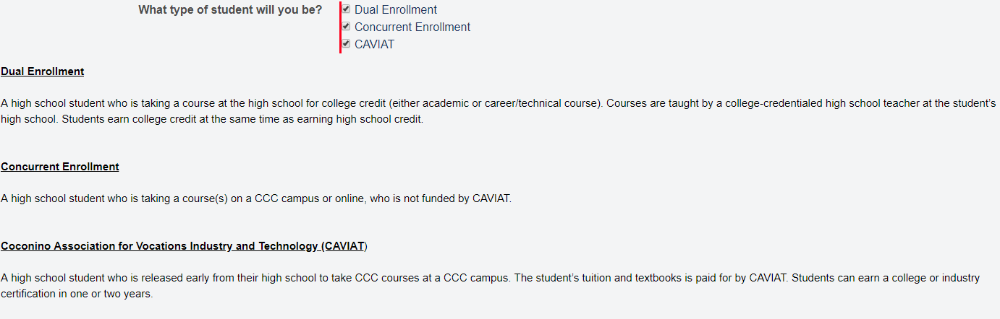 What type of student will you be? Dual Enrollment
Concurrent Enrollment
CAVIAT
Dual Enrollment
A high school student who is taking a course at the high school for college credit (either academic or career/technical course). Courses are taught by a college-credentialed high school teacher at the student’s
high school. Students earn college credit at the same time as earning high school credit.
Concurrent Enrollment
A high school student who is taking a course(s) on a CCC campus or online, who is not funded by CAVIAT.
Coconino Association for Vocations Industry and Technology (CAVIAT)
A high school student who is released early from their high school to take CCC courses at a CCC campus. The student’s tuition and textbooks is paid for by CAVIAT. Students can earn a college or industry
certification in one or two years.